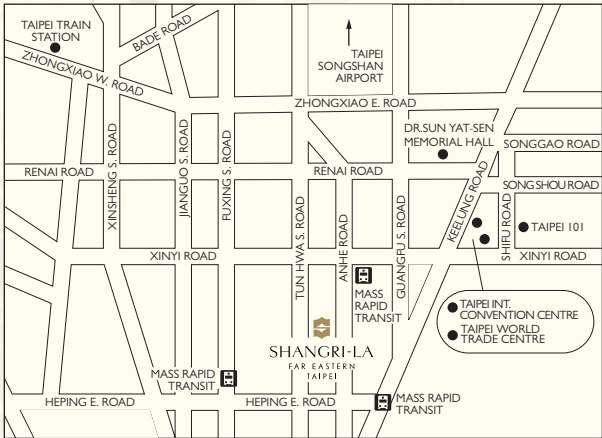 TAIPEI TRAIN
STATION
BADE ROAD
ZHONGXIAO W. ROAD
TAIPEI
SONGSHAN
AIRPORT
ZHONGXIAO E. ROAD
DR.SUN YAT-SEN
MEMORIAL HALL
SONGGAO ROAD
RENAI ROAD
RENAI ROAD
SONGSHOU ROAD
XINSHENG S. ROAD
JIANGUO S. ROAD
FUXING S. ROAD
TUN HWA S. ROAD
ANHE ROAD
GUANGFU S. ROAD
KEELUNG ROAD
SHIFU ROAD
TAIPEI 101
XINYI ROAD
XINYI ROAD
MASS
RAPID
TRANSIT
TAIPEI INT.
CONVENTION CENTRE
TAIPEI WORLD
TRADE CENTRE
SHANGRI-LA
FAR EASTERN
TAIPEI
MASS RAPID
TRANSIT
HEPING E. ROAD
HEPING E. ROAD
MASS RAPID
TRANSIT